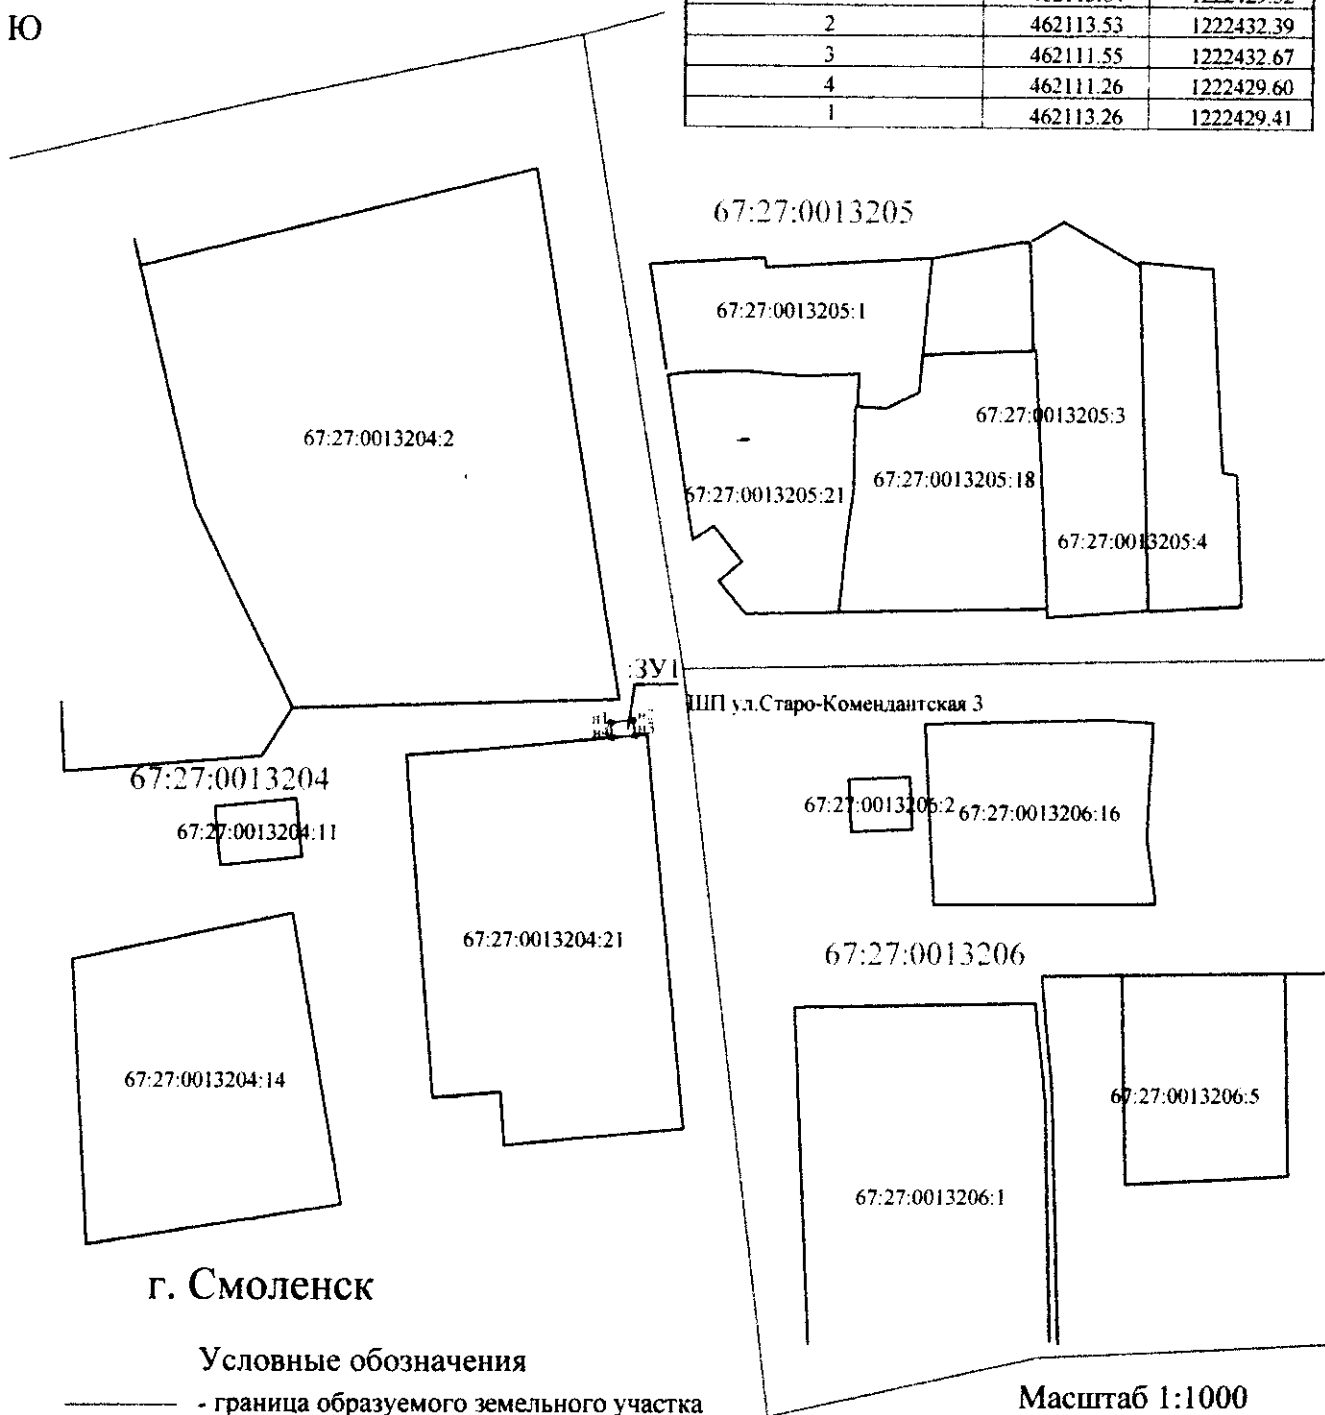 Ю
2 462113.53 1222432.39
3 462111.55 1222432.67
4 462111.26 1222429.60
1 462113.26 1222429.41
67:27:0013205
67:27:0013205:1
67:27:0013205:3
67:27:0013204:2
67:27:0013205:18
67:27:0013205:21
67:27:0013205:4
:ЗУ1
ШП ул.Старо-Комендантская 3
н1
н3
67:27:0013204
67:27:0013206:2
67:27:0013206:16
67:27:0013204:11
67:27:0013204:21
67:27:0013206
67:27:0013204:14
67:27:0013206:5
67:27:0013206:1
г. Смоленск
Условные обозначения
- граница образуемого земельного участка
Масштаб 1:1000